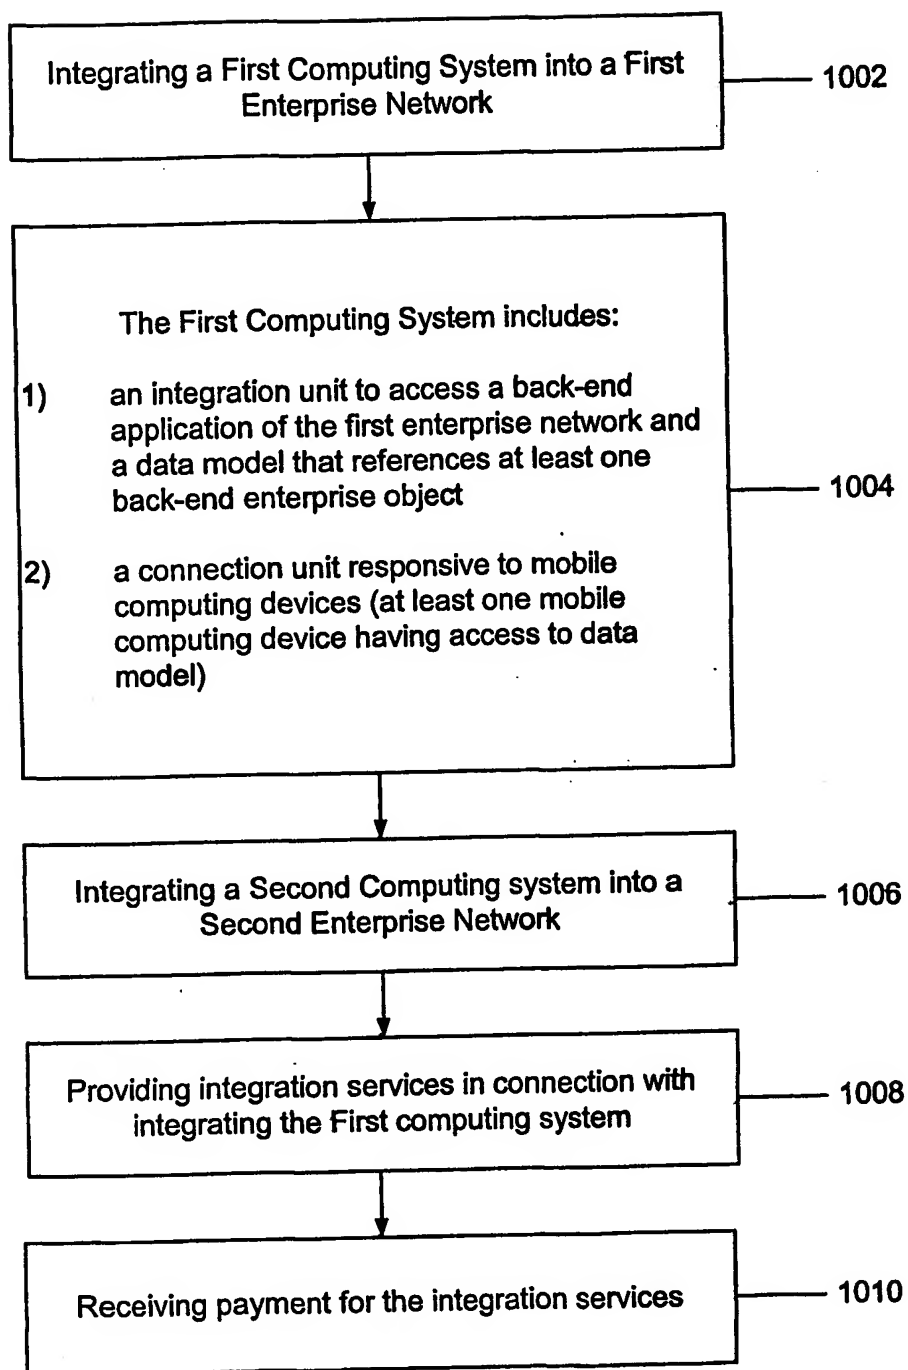 Integrating a First Computing System into a First
Enterprise Network
1002
The First Computing System includes:
1) an integration unit to access a back-end
application of the first enterprise network and
a data model that references at least one
back-end enterprise object
1004
2) a connection unit responsive to mobile
computing devices (at least one mobile
computing device having access to data
model)
Integrating a Second Computing system into a
Second Enterprise Network
1006
Providing integration services in connection with
integrating the First computing system
1008
Receiving payment for the integration services
1010